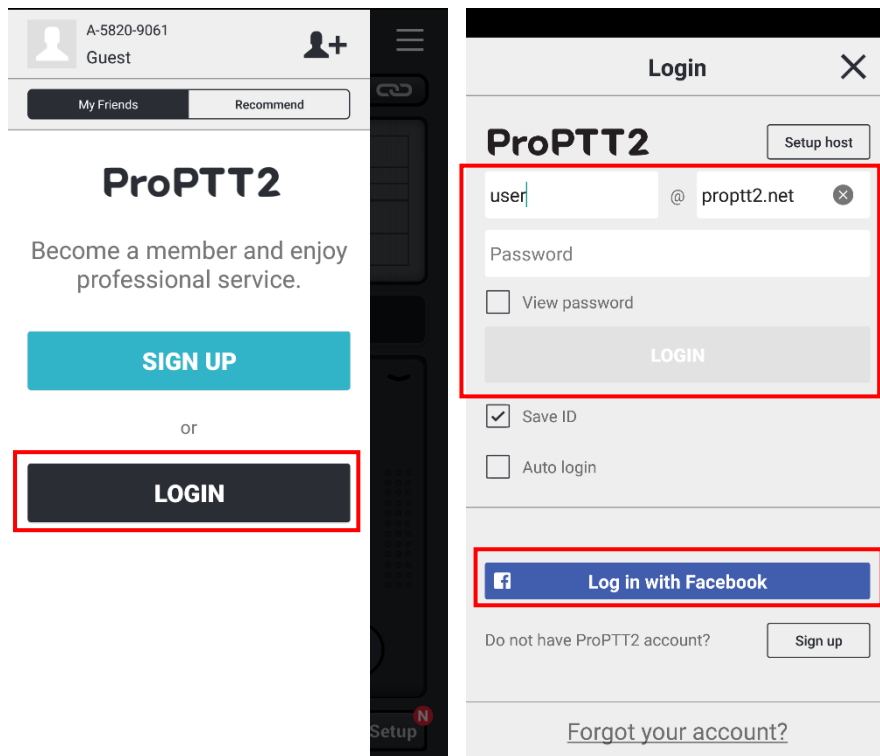 A-5820-9061
Guest
My Friends
Recommend
ProPTT2
Become a member and enjoy
professional service.
SIGN UP
or
LOGIN
Setup
N
Login
ProPTT2
Setup host
user @ proptt2.net
Password
View password
LOGIN
Save ID
Auto login
Log in with Facebook
Do not have ProPTT2 account?
Sign up
Forgot your account?